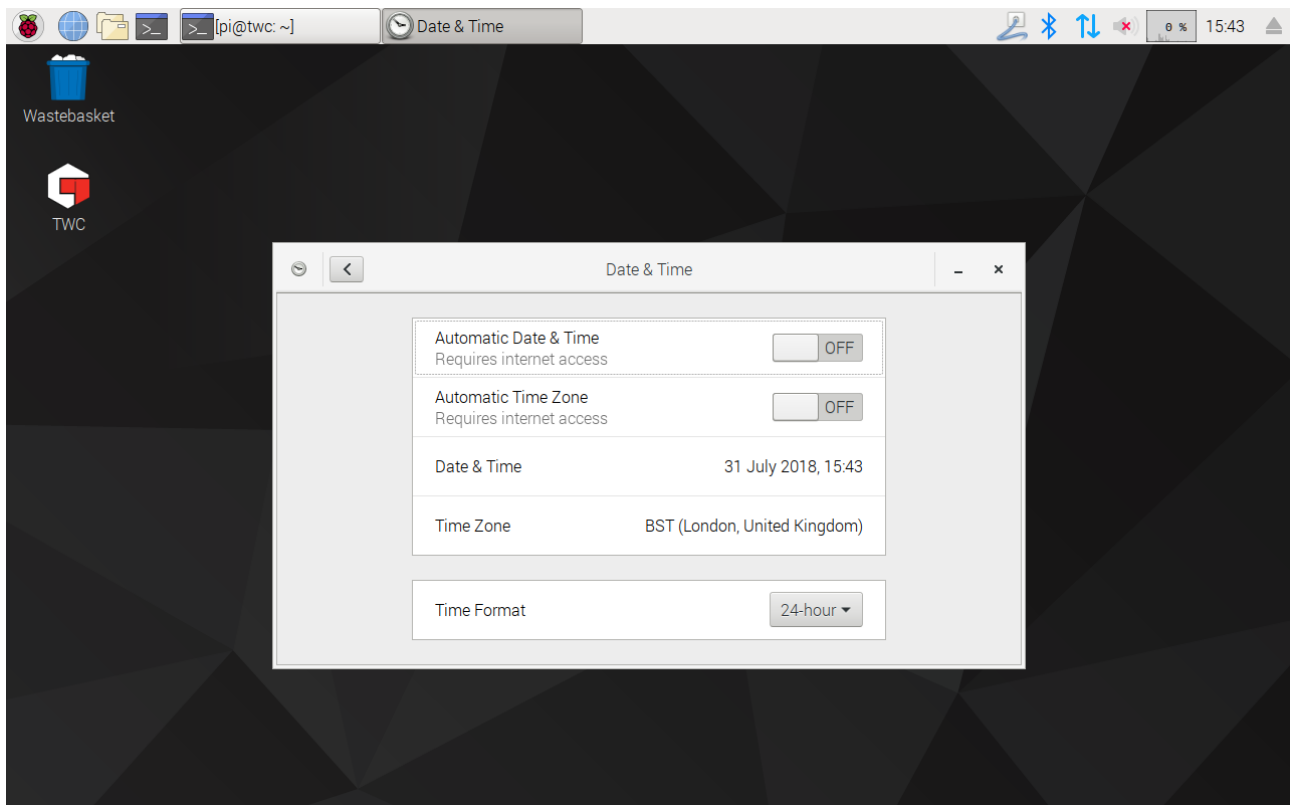 [pi@twc: ~]
Date & Time
0 %
15:43
Wastebasket
TWC
Date & Time
Automatic Date & Time
Requires internet access
OFF
Automatic Time Zone
Requires internet access
OFF
Date & Time
31 July 2018, 15:43
Time Zone
BST (London, United Kingdom)
Time Format
24-hour